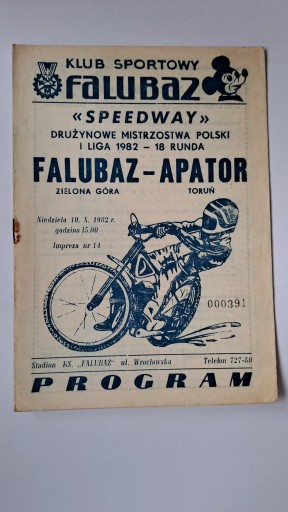 KLUB SPORTOWY
FALUBAZ
«SPEEDWAY»
DRUŻYNOWE MISTRZOSTWA POLSKI
I LIGA 1982 – 18 RUNDA
FALUBAZ – APATOR
ZIELONA GÓRA TORUŃ
Niedziela 10. X. 1982 r.
godzina 15,00
Impreza nr 14
000391
Stadion KS. „FALUBAZ” ul. Wrocławska Telefon 727-58
PROGRAM